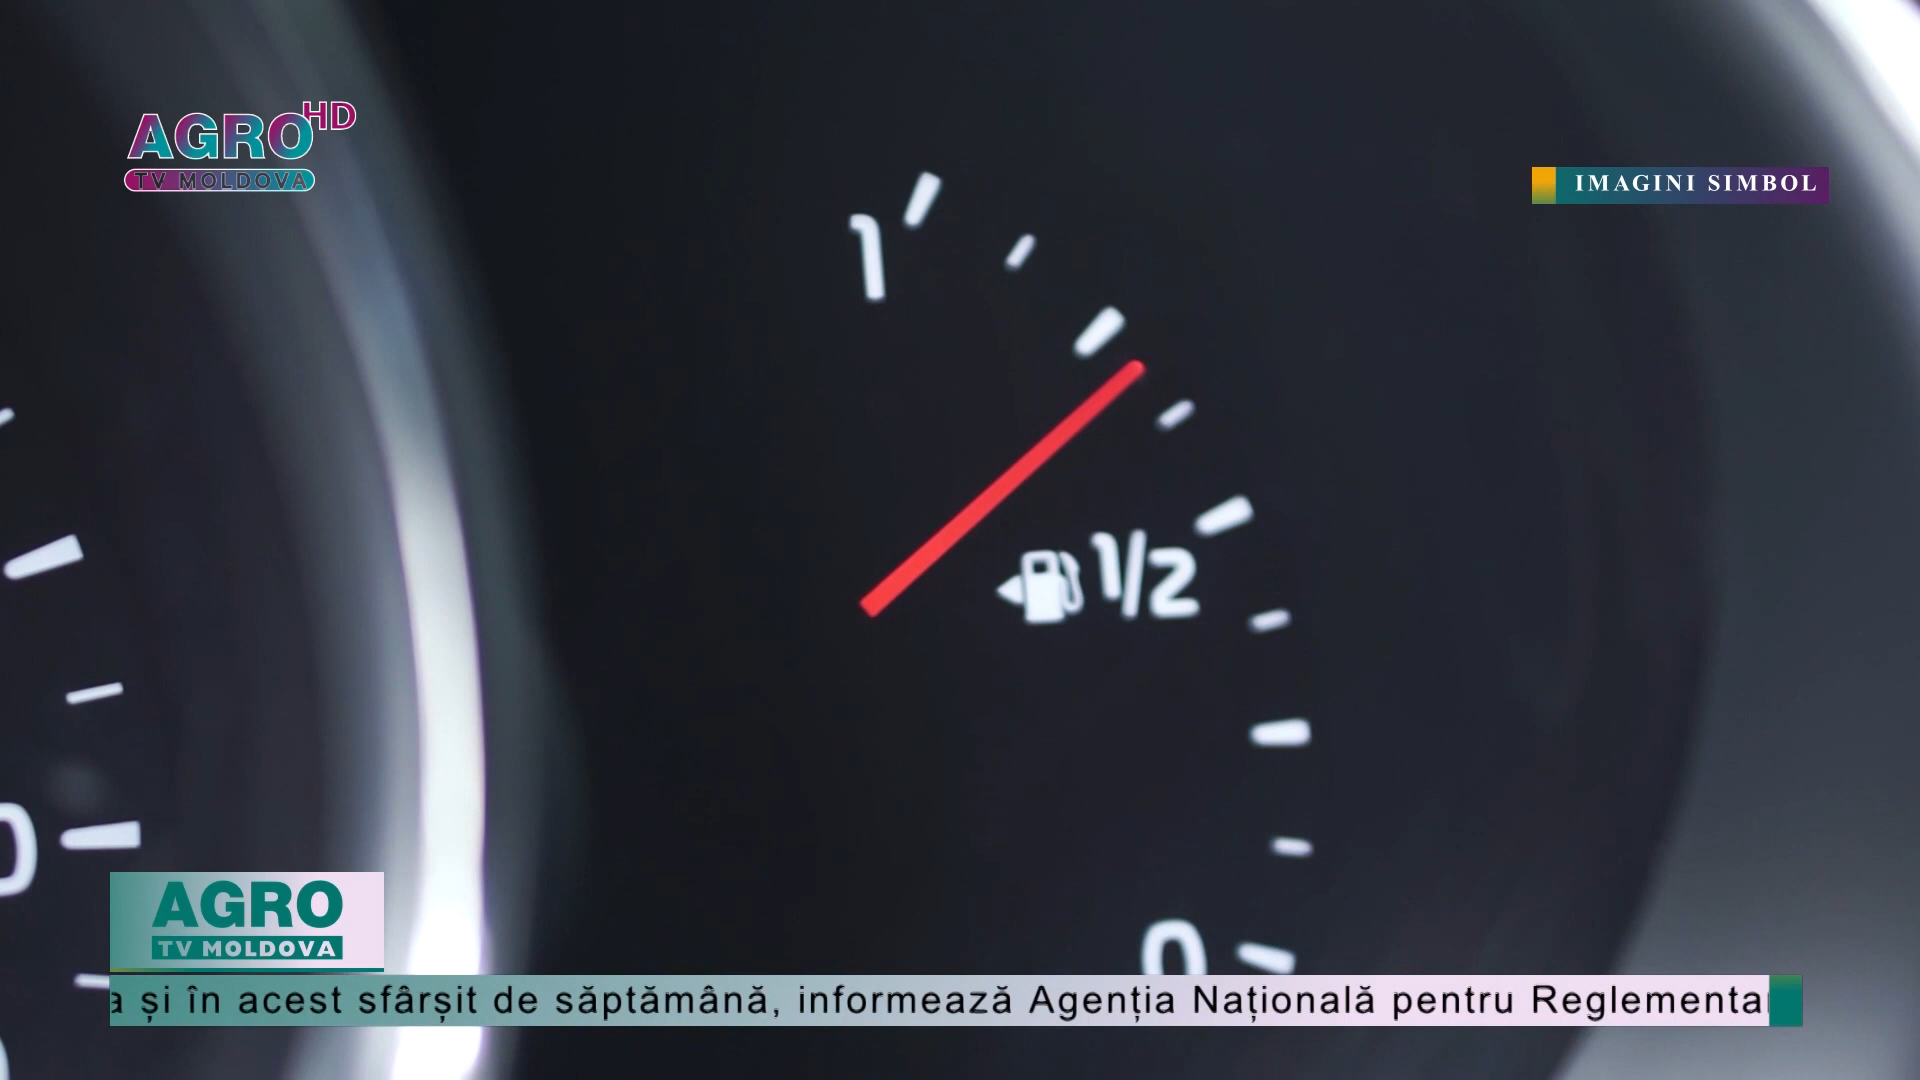 AGRO HD
TV MOLDOVA
IMAGINI SIMBOL
1
1/2
0
0
AGRO
TV MOLDOVA
și în acest sfârșit de săptămână, informează Agenția Națională pentru